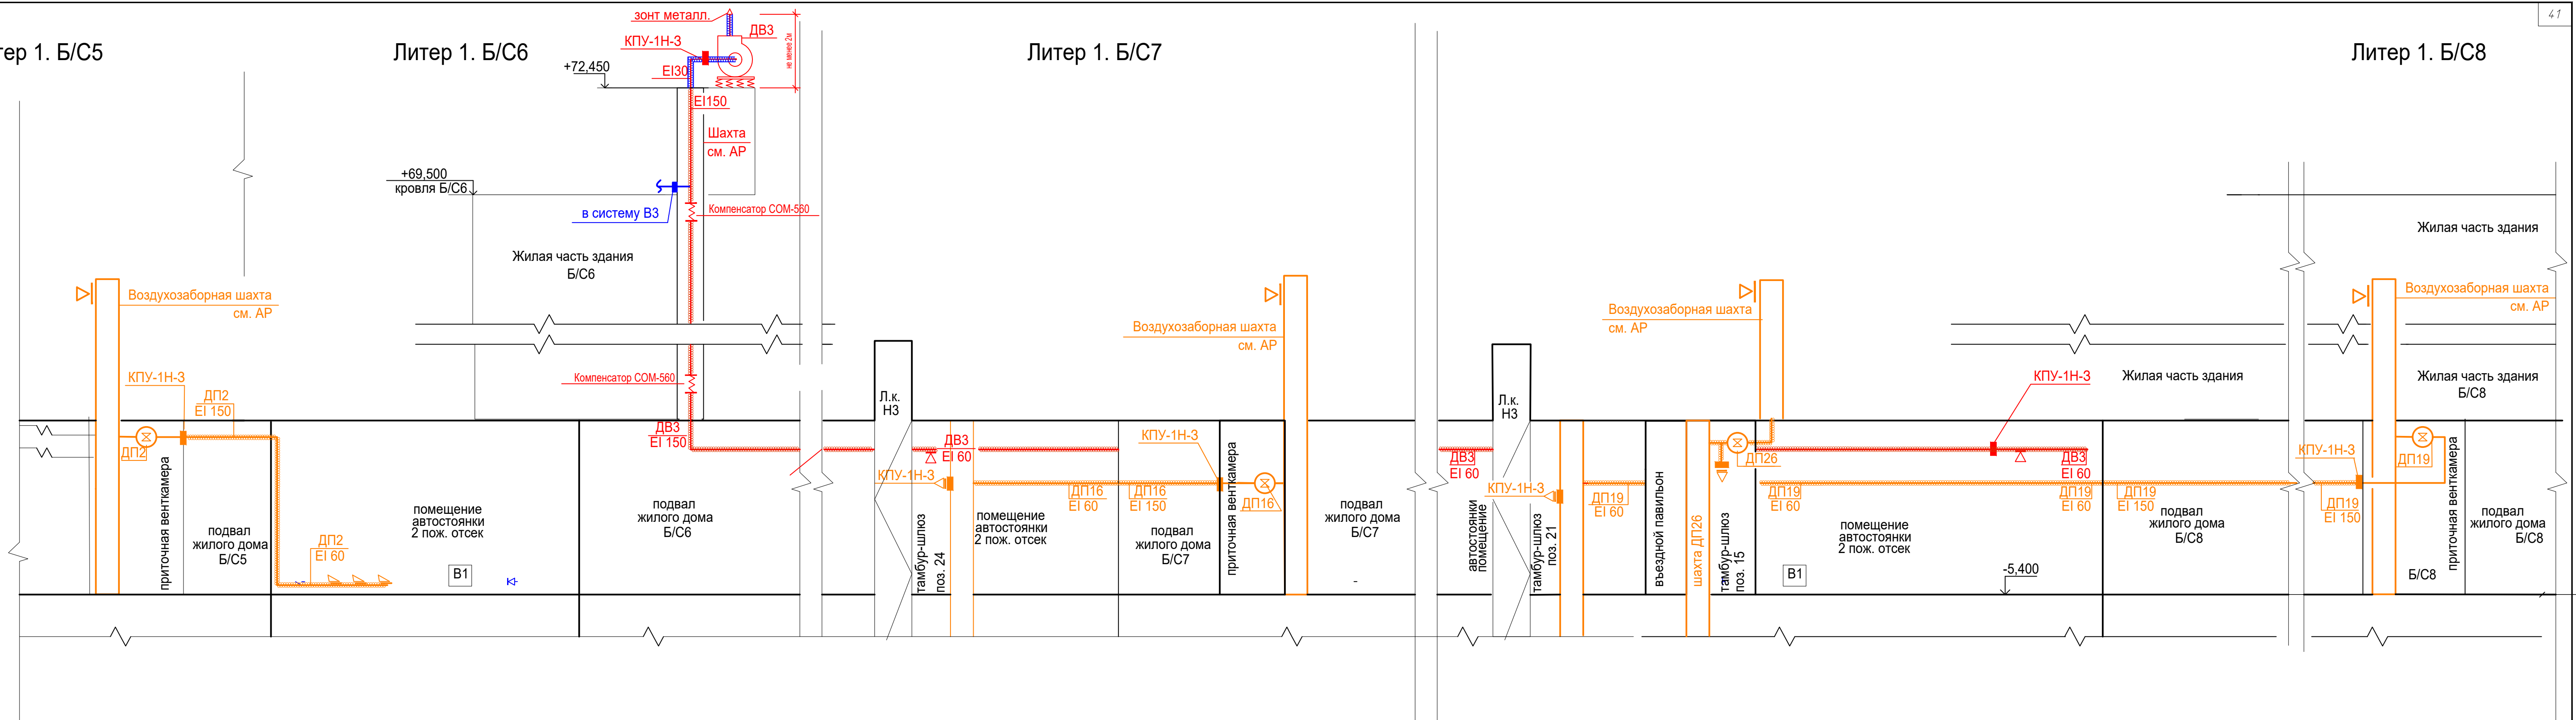 41
тер 1. Б/С5
Литер 1. Б/С6
Литер 1. Б/С7
Литер 1. Б/С8
зонт металл.
ДВ3
КПУ-1Н-3
не менее 2м
+72,450
EI30
EI150
Шахта
см. АР
+69,500
кровля Б/С6
в систему В3
Компенсатор СОМ-560
Жилая часть здания
Б/С6
Компенсатор СОМ-560
ДВ3
EI 150
Воздухозаборная шахта
см. АР
КПУ-1Н-3
ДП2
EI 150
ДП2
приточная венткамера
подвал
жилого дома
Б/С5
ДП2
EI 60
помещение
автостоянки
2 пож. отсек
В1
подвал
жилого дома
Б/С6
Л.к.
Н3
ДВ3
EI 60
КПУ-1Н-3
тамбур-шлюз
поз. 24
помещение
автостоянки
2 пож. отсек
ДП16
EI 60
ДП16
EI 150
КПУ-1Н-3
подвал
жилого дома
Б/С7
приточная венткамера
ДП16
Воздухозаборная шахта
см. АР
подвал
жилого дома
Б/С7
ДВ3
EI 60
автостоянки
помещение
Л.к.
Н3
КПУ-1Н-3
тамбур-шлюз
поз. 21
ДП19
EI 60
въездной павильон
шахта ДП26
тамбур-шлюз
поз. 15
Воздухозаборная шахта
см. АР
ДП26
ДП19
EI 60
помещение
автостоянки
2 пож. отсек
В1
КПУ-1Н-3
ДВ3
EI 60
ДП19
EI 60
-5,400
ДП19
EI 150
подвал
жилого дома
Б/С8
Жилая часть здания
Жилая часть здания
Воздухозаборная шахта
см. АР
Жилая часть здания
Б/С8
КПУ-1Н-3
ДП19
EI 150
ДП19
Б/С8
приточная венткамера
подвал
жилого дома
Б/С8